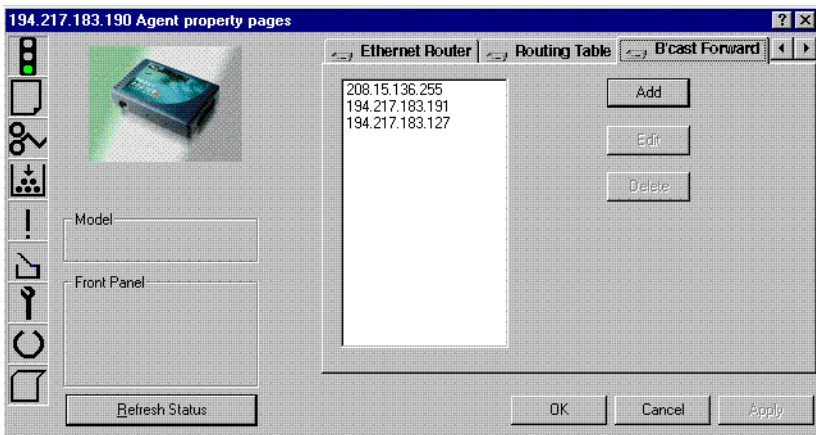 194.217.183.190 Agent property pages
Ethernet Router
Routing Table
B'cast Forward
208.15.136.255
194.217.183.191
194.217.183.127
Add
Edit
Delete
Model
Front Panel
Refresh Status
OK
Cancel
Apply